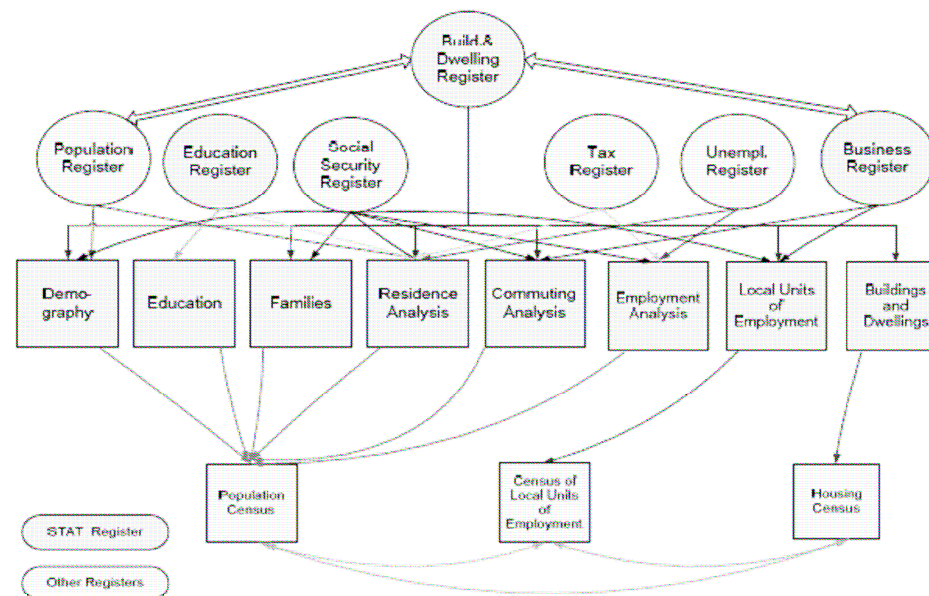 Build.&
Dwelling
Register
Population
Register
Education
Register
Social
Security
Register
Tax
Register
Unempl.
Register
Business
Register
Demo-
graphy
Education
Families
Residence
Analysis
Commuting
Analysis
Employment
Analysis
Local Units
of
Employment
Buildings
and
Dwellings
Population
Census
Census of
Local Units
of
Employment
Housing
Census
STAT Register
Other Registers